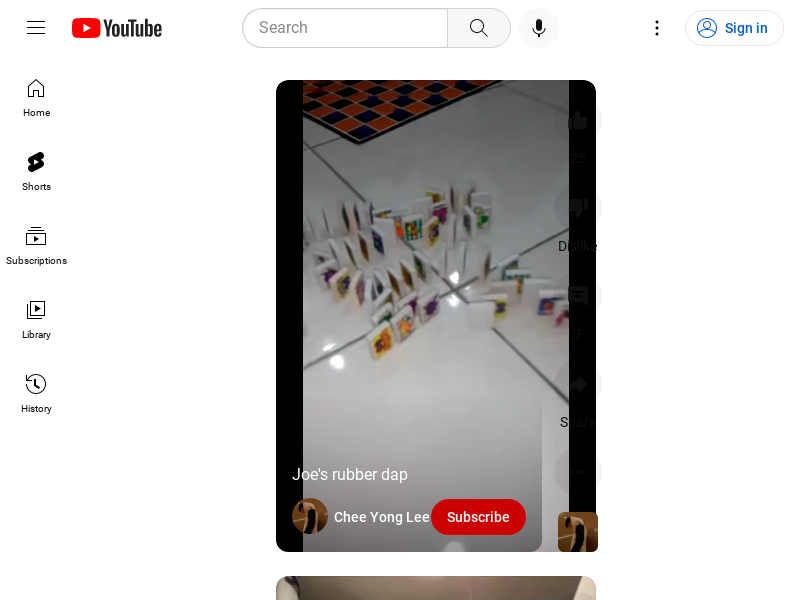 YouTube
Search
Sign in
Home
Shorts
Subscriptions
Library
History
25
Dislike
7
Share
Joe's rubber dap
Chee Yong Lee
Subscribe